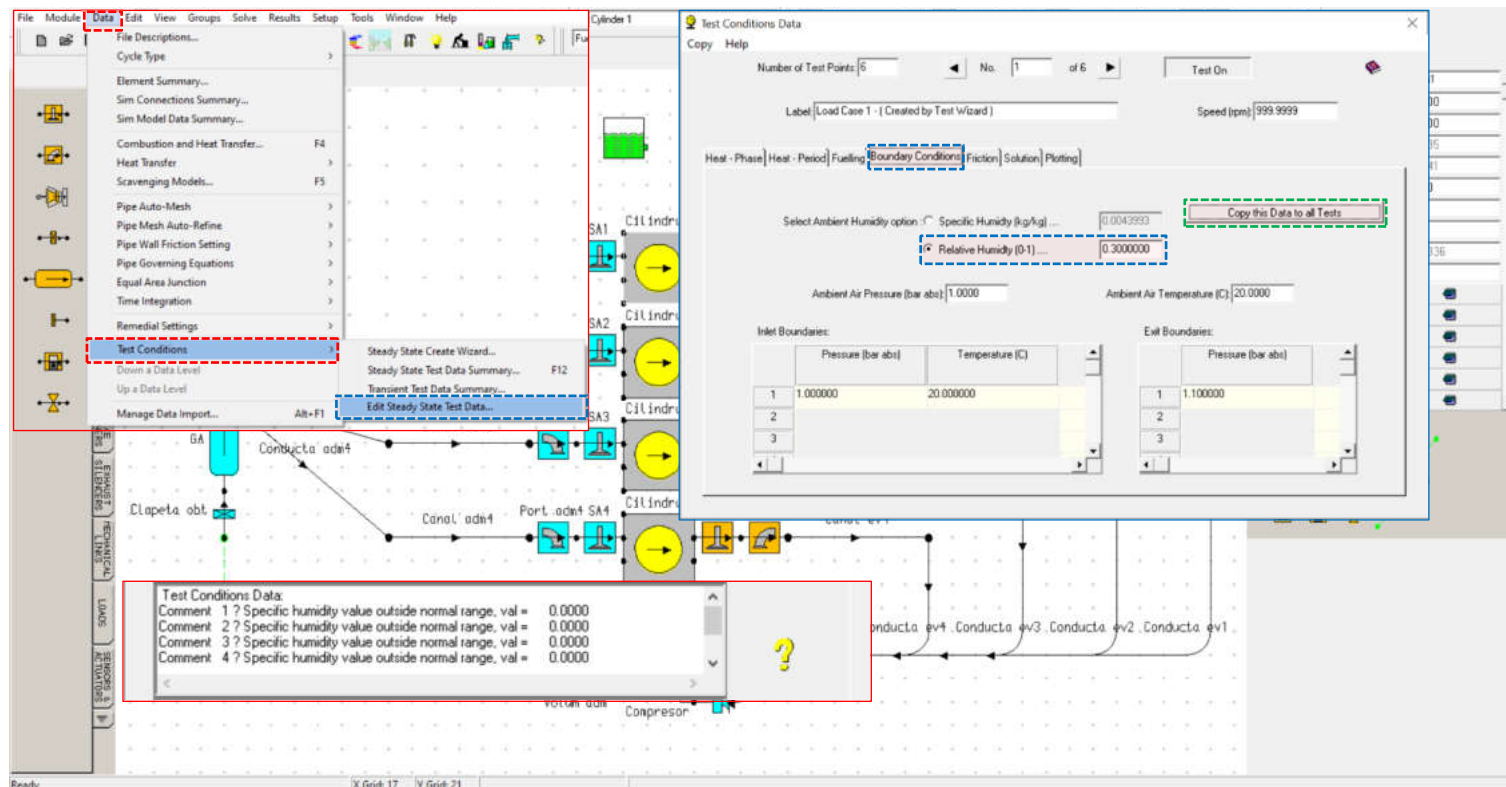 File Module Data Edit View Groups Solve Results Setup Tools Window Help
Cylinder 1
File Descriptions...
Cycle Type
Element Summary...
Sim Connections Summary...
Sim Model Data Summary...
Combustion and Heat Transfer... F4
Heat Transfer
Scavenging Models... F5
Pipe Auto-Mesh
Pipe Mesh Auto-Refine
Pipe Wall Friction Setting
Pipe Governing Equations
Equal Area Junction
Time Integration
Remedial Settings
Test Conditions
Down a Data Level
Up a Data Level
Manage Data Import... Alt+F1
Steady State Create Wizard...
Steady State Test Data Summary... F12
Transient Test Data Summary...
Edit Steady State Test Data...
Test Conditions Data
Copy Help
Number of Test Points: 6 No. 1 of 6 Test On
Label: Load Case 1 - ( Created by Test Wizard ) Speed (rpm): 999.9999
Heat - Phase Heat - Period Fuelling Boundary Conditions Friction Solution Plotting
Select Ambient Humidity option : Specific Humidy (kg/kg) .... 0.0043993
Copy this Data to all Tests
Relative Humidty (0-1) .... 0.3000000
Ambient Air Pressure (bar abs): 1.0000 Ambient Air Temperature (C): 20.0000
Inlet Boundaries: Exit Boundaries:
Pressure (bar abs) Temperature (C) Pressure (bar abs)
1 1.000000 20.000000 1 1.100000
2 2
3 3
SA1
SA2
SA3
GA
Conducta adm4
Clapeta obt
Canal adm4
Port adm4 SA4
EXHAUST SILENCERS
MECHANICAL LINKS
LOADS
SENSORS & ACTUATORS
Test Conditions Data:
Comment 1 ? Specific humidity value outside normal range, val = 0.0000
Comment 2 ? Specific humidity value outside normal range, val = 0.0000
Comment 3 ? Specific humidity value outside normal range, val = 0.0000
Comment 4 ? Specific humidity value outside normal range, val = 0.0000
ev4 Conducta ev3 Conducta ev2 Conducta ev1
Compresor
Ready X Grid: 17 Y Grid: 21